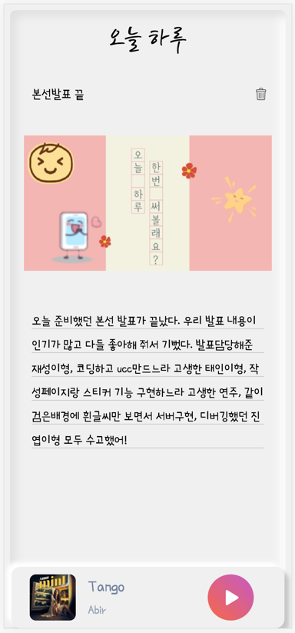 오늘 하루
본선발표 끝
오늘 하루
한번 써볼래요?
오늘 준비했던 본선 발표가 끝났다. 우리 발표 내용이
인기가 많고 다들 좋아해 줘서 기뻤다. 발표담당해준
재성이형, 코딩하고 ucc만드느라 고생한 태인이형, 작
성페이지랑 스티커 기능 구현하느라 고생한 연주, 같이
검은배경에 흰글씨만 보면서 서버구현, 디버깅했던 진
엽이형 모두 수고했어!
mini
Tango
Abir